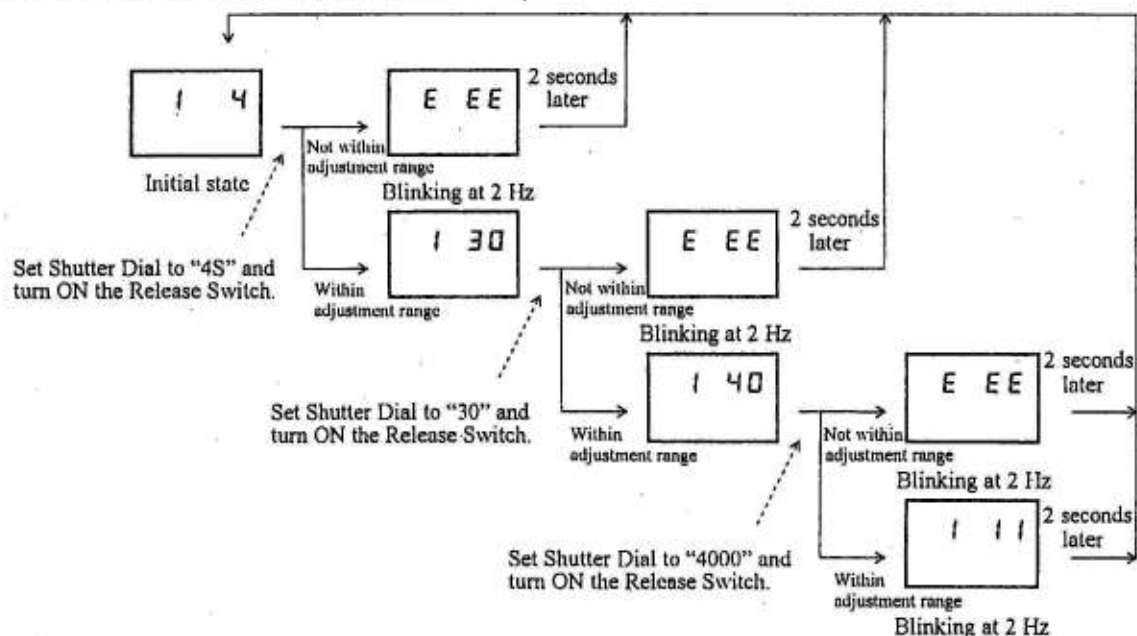 1 4
Initial state
E EE
2 seconds
later
Not within
adjustment range
Blinking at 2 Hz
1 30
Set Shutter Dial to "4S" and
turn ON the Release Switch.
Within
adjustment range
E EE
2 seconds
later
Not within
adjustment range
Blinking at 2 Hz
1 40
Set Shutter Dial to "30" and
turn ON the Release Switch.
Within
adjustment range
E EE
2 seconds
later
Not within
adjustment range
Blinking at 2 Hz
1 11
2 seconds
later
Set Shutter Dial to "4000" and
turn ON the Release Switch.
Within
adjustment range
Blinking at 2 Hz